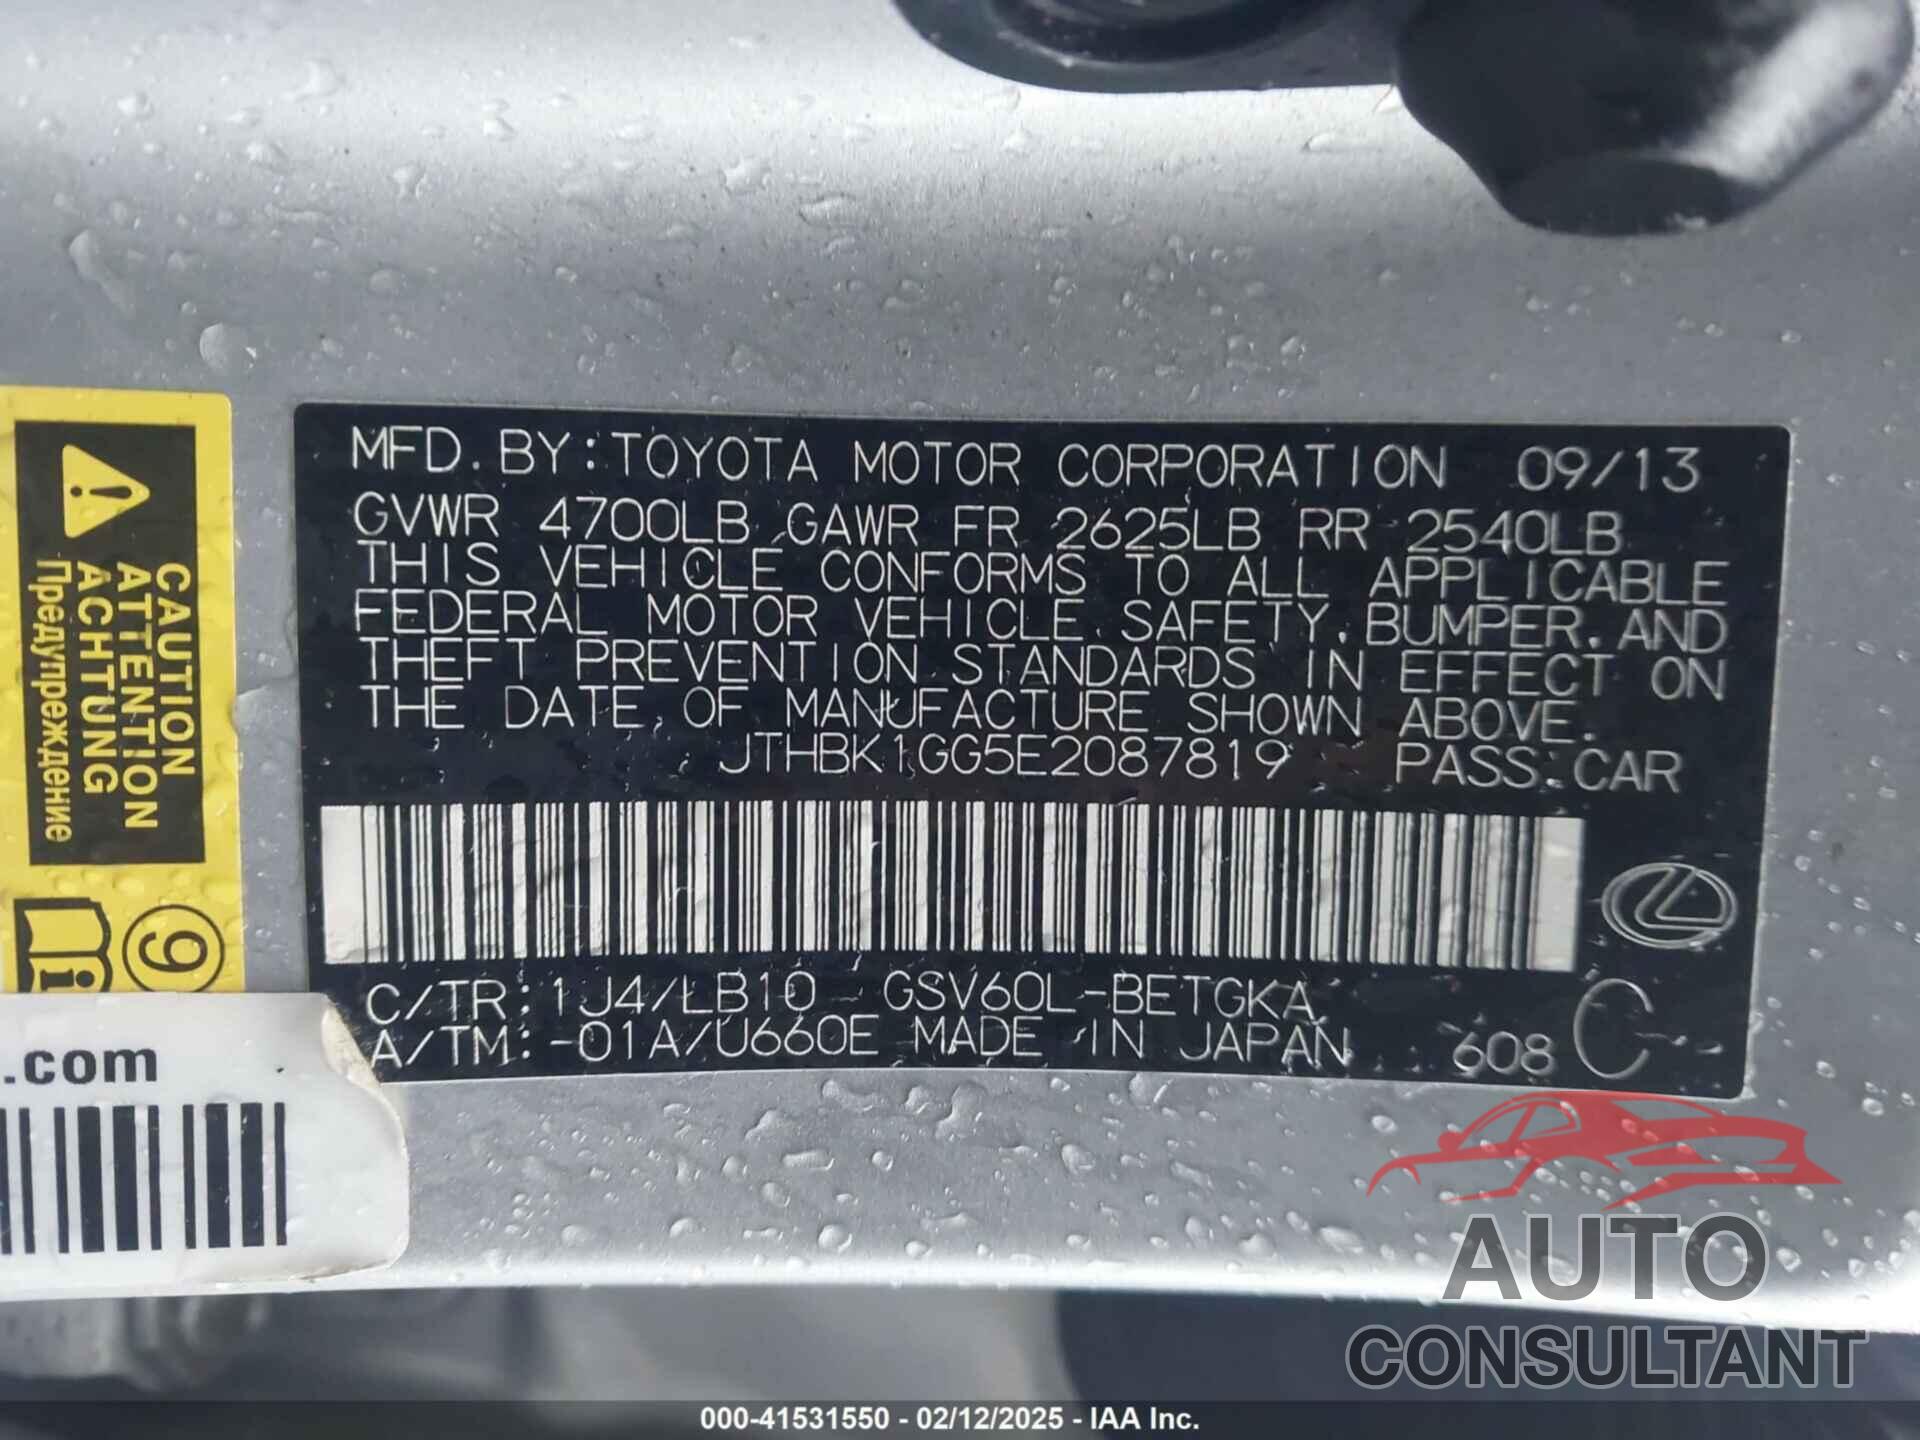 MFD. BY: TOYOTA MOTOR CORPORATION 09/13
GVWR 4700LB GAWR FR 2625LB RR 2540LB
THIS VEHICLE CONFORMS TO ALL APPLICABLE
FEDERAL MOTOR VEHICLE SAFETY, BUMPER, AND
THEFT PREVENTION STANDARDS IN EFFECT ON
THE DATE OF MANUFACTURE SHOWN ABOVE.
JTHBK1GG5E2087819 PASS. CAR
C/TR: 1J4/LB10 GSV60L-BETGKA
A/TM: -01A/U660E MADE IN JAPAN 608 C
CAUTION
ATTENTION
ACHTUNG
Предупреждение
9
i
.com
AUTO
CONSULTANT
000-41531550 - 02/12/2025 - IAA Inc.